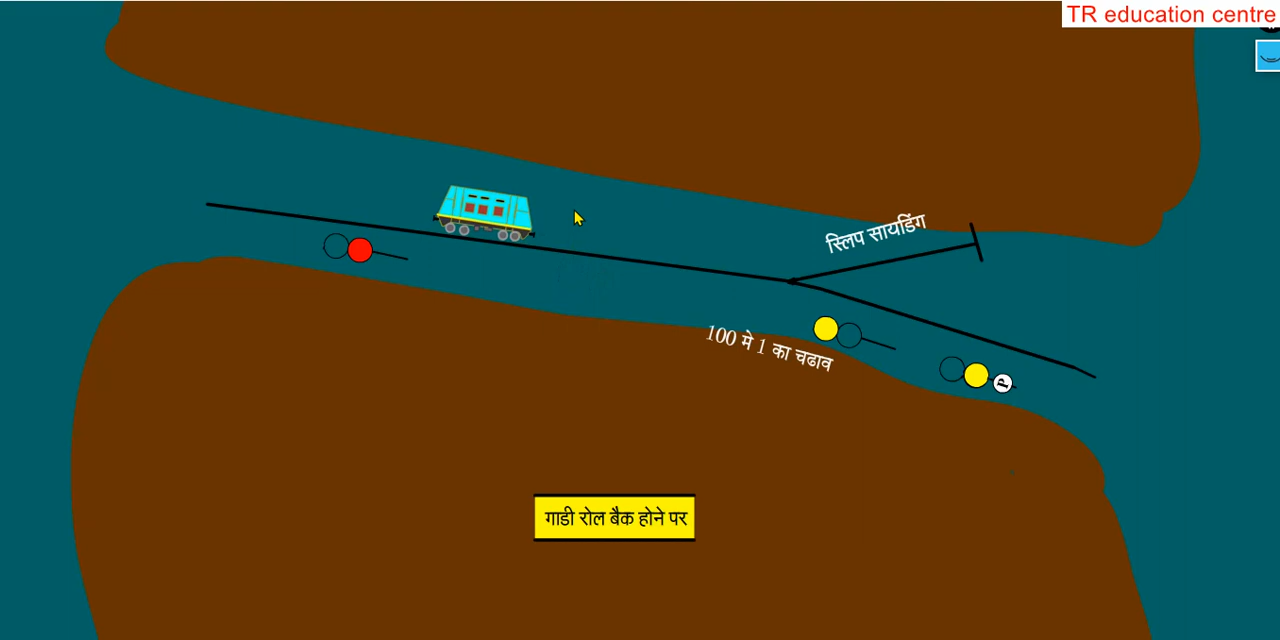 TR education centre
स्लिप सायडिंग
100 मे 1 का चढाव
P
गाडी रोल बैक होने पर